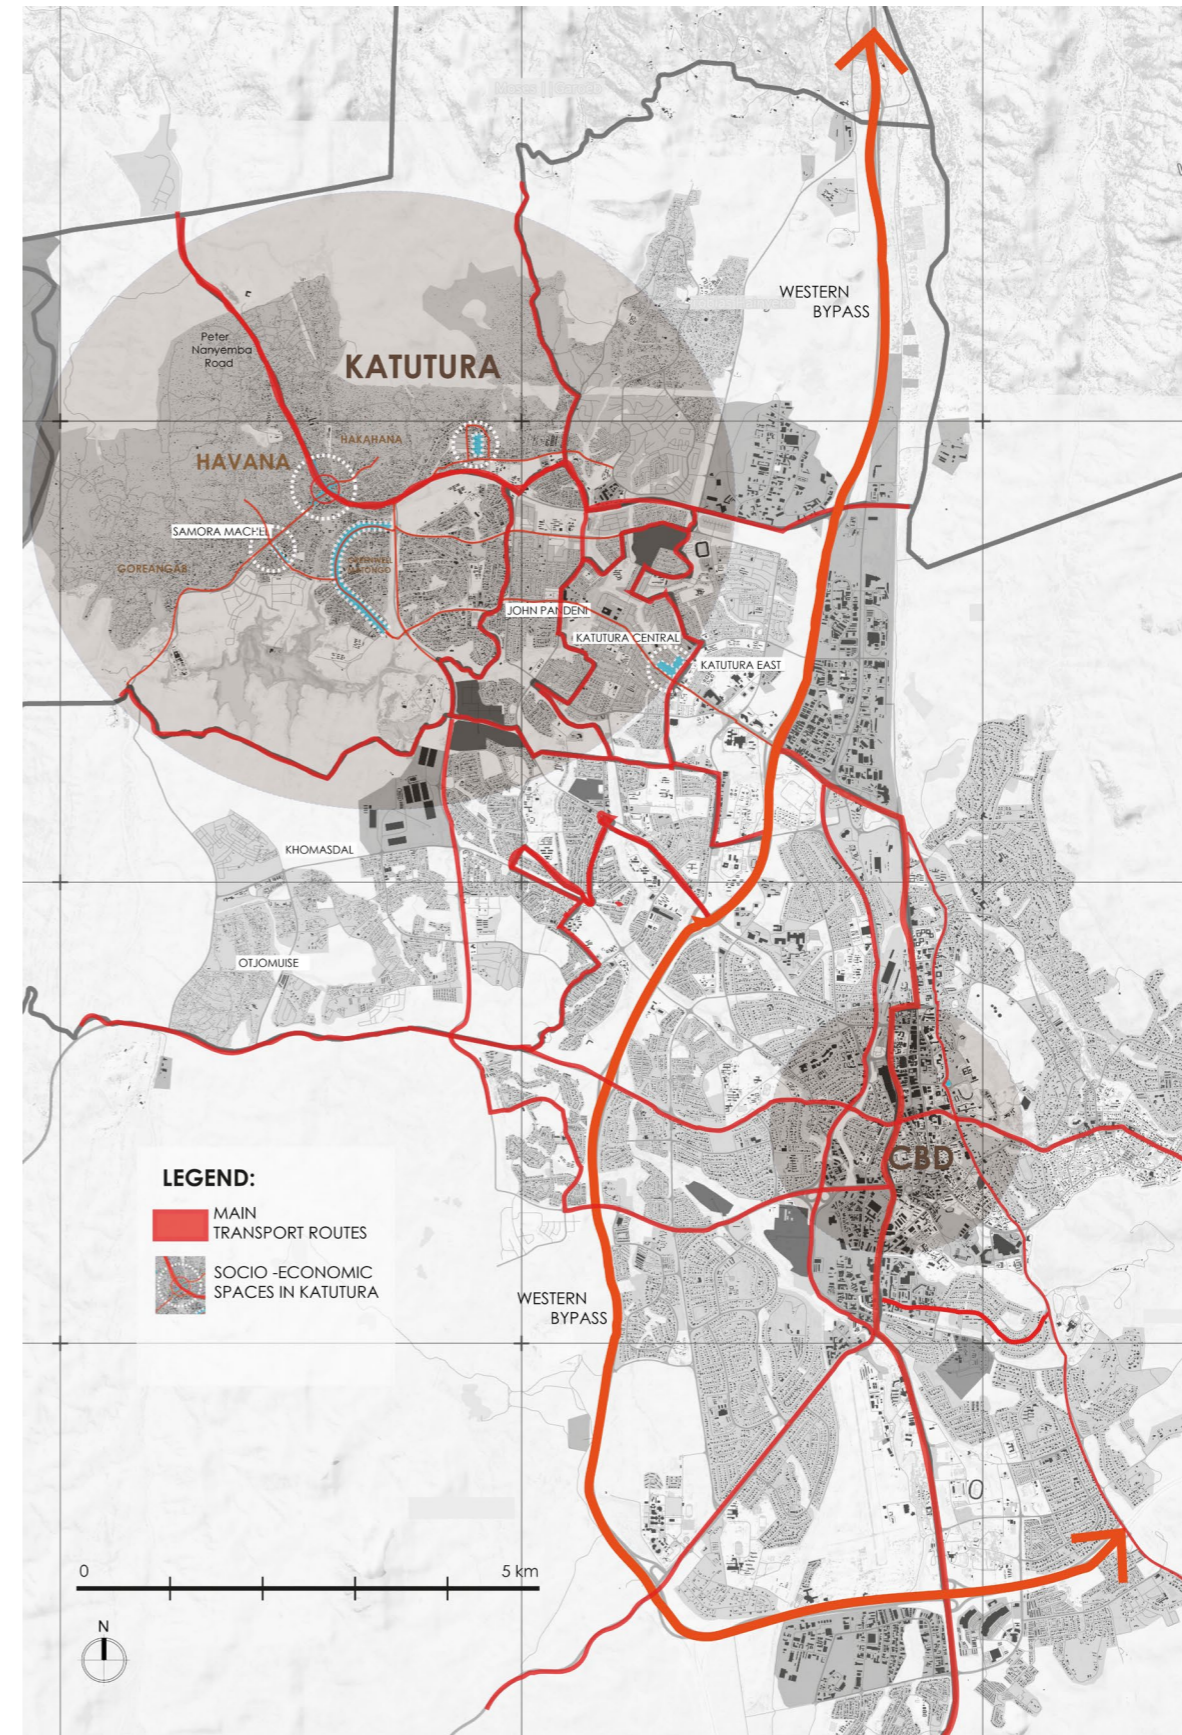 WESTERN
BYPASS
Peter
Nanyemba
Road
KATUTURA
HAKAHANA
HAVANA
SAMORA MACHEL
GOREANGAB
JOHN PANDENI
KATUTURA CENTRAL
KATUTURA EAST
KHOMASDAL
OTJOMUISE
CBD
LEGEND:
MAIN
TRANSPORT ROUTES
SOCIO -ECONOMIC
SPACES IN KATUTURA
WESTERN
BYPASS
0
5 km
N